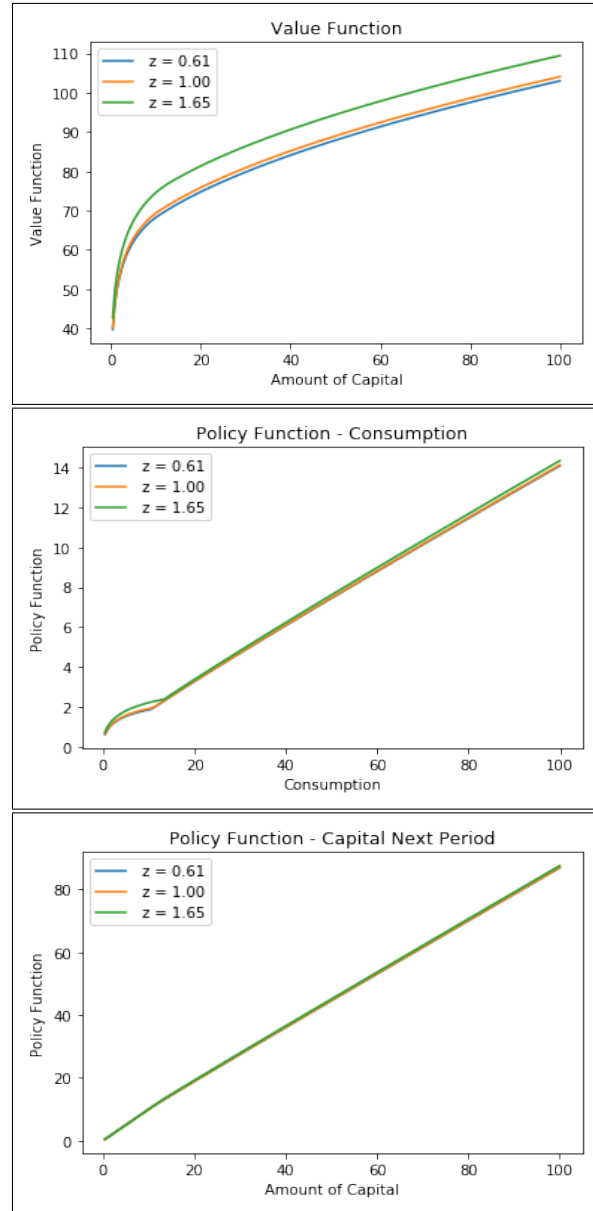 Value Function
z = 0.61
z = 1.00
z = 1.65
110
100
90
80
70
60
50
40
Value Function
0 20 40 60 80 100
Amount of Capital
Policy Function - Consumption
z = 0.61
z = 1.00
z = 1.65
14
12
10
8
6
4
2
0
Policy Function
0 20 40 60 80 100
Consumption
Policy Function - Capital Next Period
z = 0.61
z = 1.00
z = 1.65
80
60
40
20
0
Policy Function
0 20 40 60 80 100
Amount of Capital